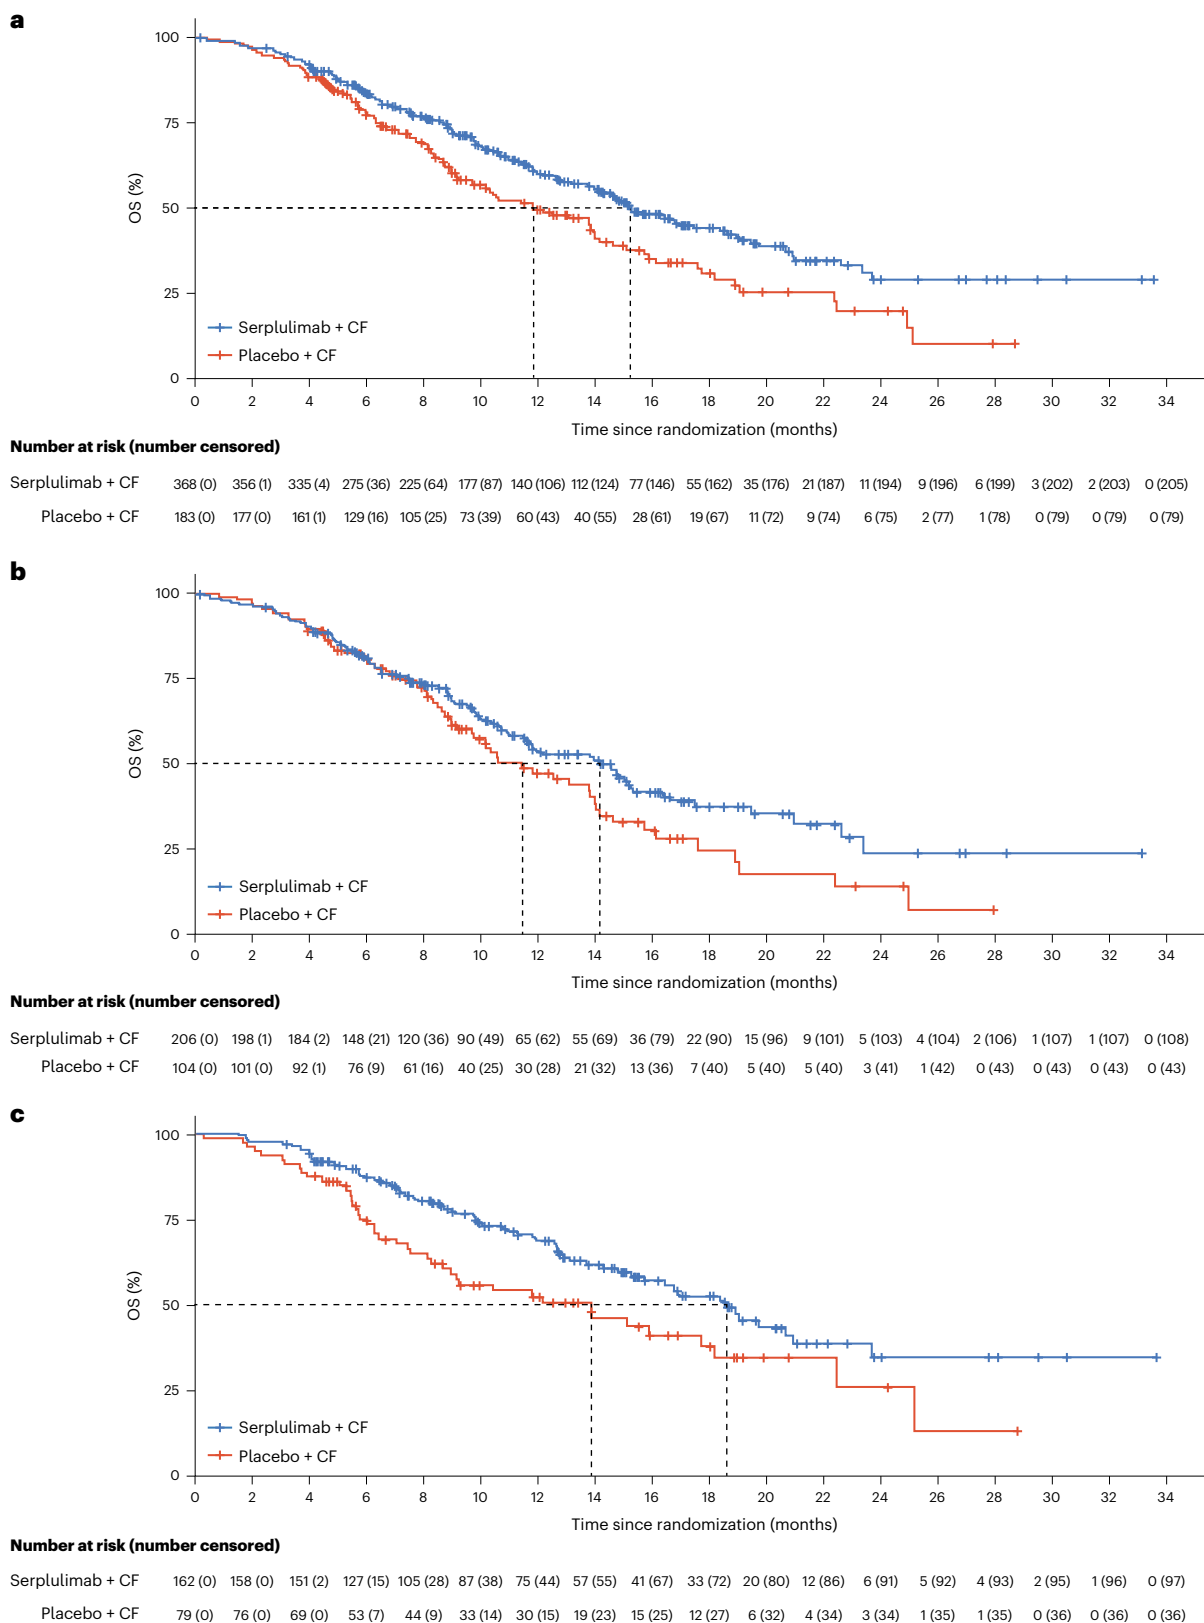 a
100
75
50
25
0
OS (%)
Serplulimab + CF
Placebo + CF
0 2 4 6 8 10 12 14 16 18 20 22 24 26 28 30 32 34
Time since randomization (months)
Number at risk (number censored)
Serplulimab + CF 368 (0) 356 (1) 335 (4) 275 (36) 225 (64) 177 (87) 140 (106) 112 (124) 77 (146) 55 (162) 35 (176) 21 (187) 11 (194) 9 (196) 6 (199) 3 (202) 2 (203) 0 (205)
Placebo + CF 183 (0) 177 (0) 161 (1) 129 (16) 105 (25) 73 (39) 60 (43) 40 (55) 28 (61) 19 (67) 11 (72) 9 (74) 6 (75) 2 (77) 1 (78) 0 (79) 0 (79) 0 (79)
b
100
75
50
25
0
OS (%)
Serplulimab + CF
Placebo + CF
0 2 4 6 8 10 12 14 16 18 20 22 24 26 28 30 32 34
Time since randomization (months)
Number at risk (number censored)
Serplulimab + CF 206 (0) 198 (1) 184 (2) 148 (21) 120 (36) 90 (49) 65 (62) 55 (69) 36 (79) 22 (90) 15 (96) 9 (101) 5 (103) 4 (104) 2 (106) 1 (107) 1 (107) 0 (108)
Placebo + CF 104 (0) 101 (0) 92 (1) 76 (9) 61 (16) 40 (25) 30 (28) 21 (32) 13 (36) 7 (40) 5 (40) 5 (40) 3 (41) 1 (42) 0 (43) 0 (43) 0 (43) 0 (43)
c
100
75
50
25
0
OS (%)
Serplulimab + CF
Placebo + CF
0 2 4 6 8 10 12 14 16 18 20 22 24 26 28 30 32 34
Time since randomization (months)
Number at risk (number censored)
Serplulimab + CF 162 (0) 158 (0) 151 (2) 127 (15) 105 (28) 87 (38) 75 (44) 57 (55) 41 (67) 33 (72) 20 (80) 12 (86) 6 (91) 5 (92) 4 (93) 2 (95) 1 (96) 0 (97)
Placebo + CF 79 (0) 76 (0) 69 (0) 53 (7) 44 (9) 33 (14) 30 (15) 19 (23) 15 (25) 12 (27) 6 (32) 4 (34) 3 (34) 1 (35) 1 (35) 0 (36) 0 (36) 0 (36)